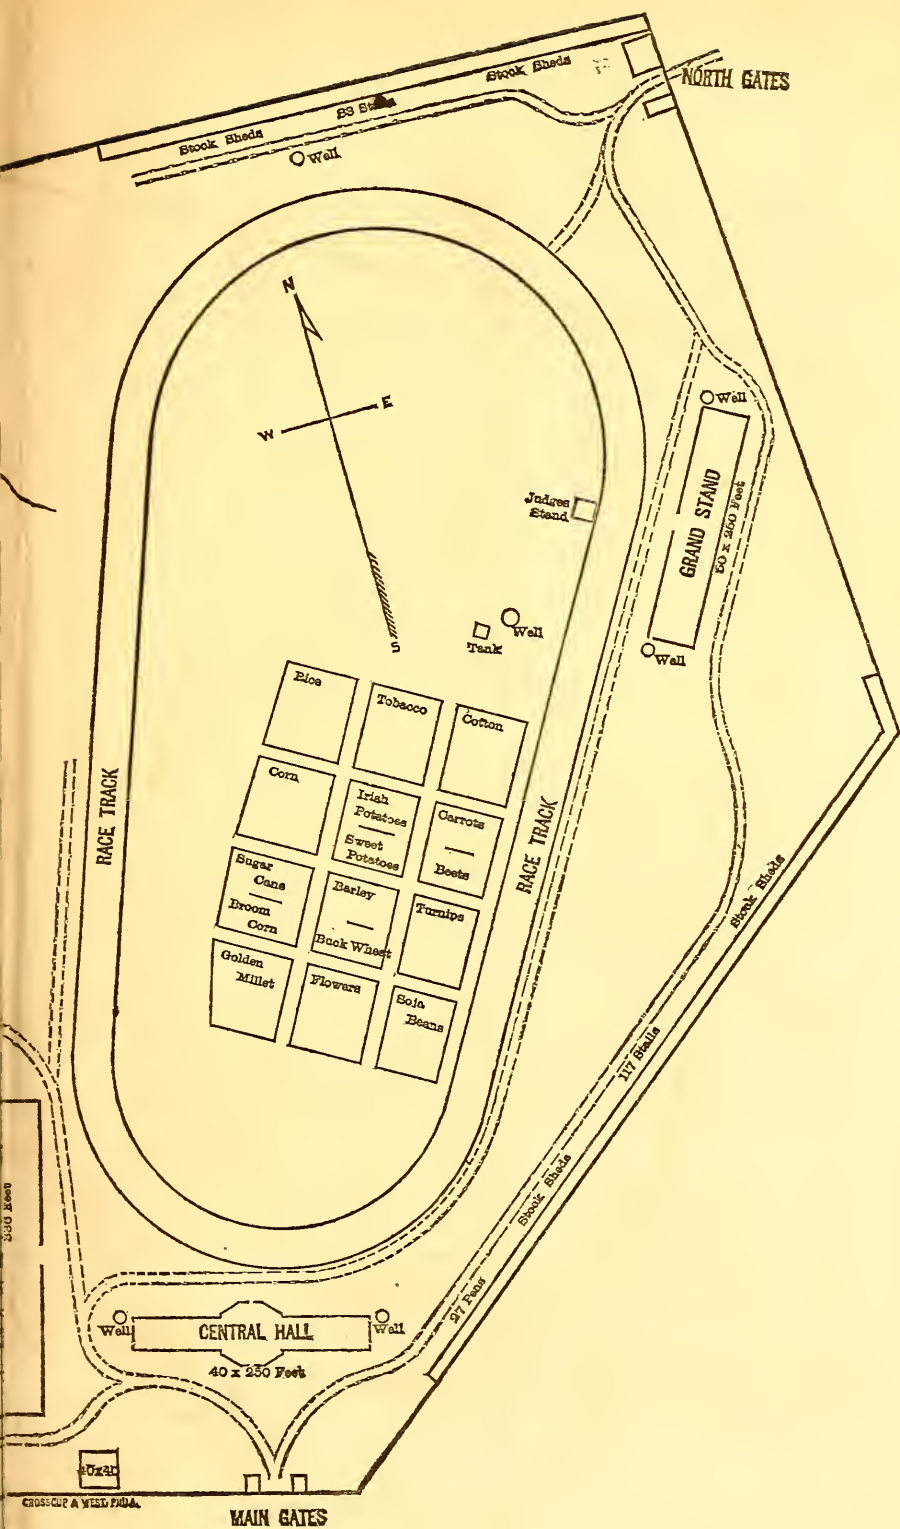 NORTH GATES
Stock Sheds
Stock Sheds
Well
N
W
E
S
Well
GRAND STAND
50 x 250 Feet
Well
Judges
Stand
Well
Tank
Rice
Tobacco
Cotton
Corn
Irish
Potatoes
Sweet
Potatoes
Carrots
Beets
Sugar
Cane
Broom
Corn
Barley
Buck Wheat
Turnips
Golden
Millet
Flowers
Soja
Beans
RACE TRACK
RACE TRACK
Stock Sheds
117 Stalls
Stock Sheds
27 Pens
Feet
Well
CENTRAL HALL
Well
40 x 250 Feet
40x40
CROSSCUP & WEST, PHILA.
MAIN GATES